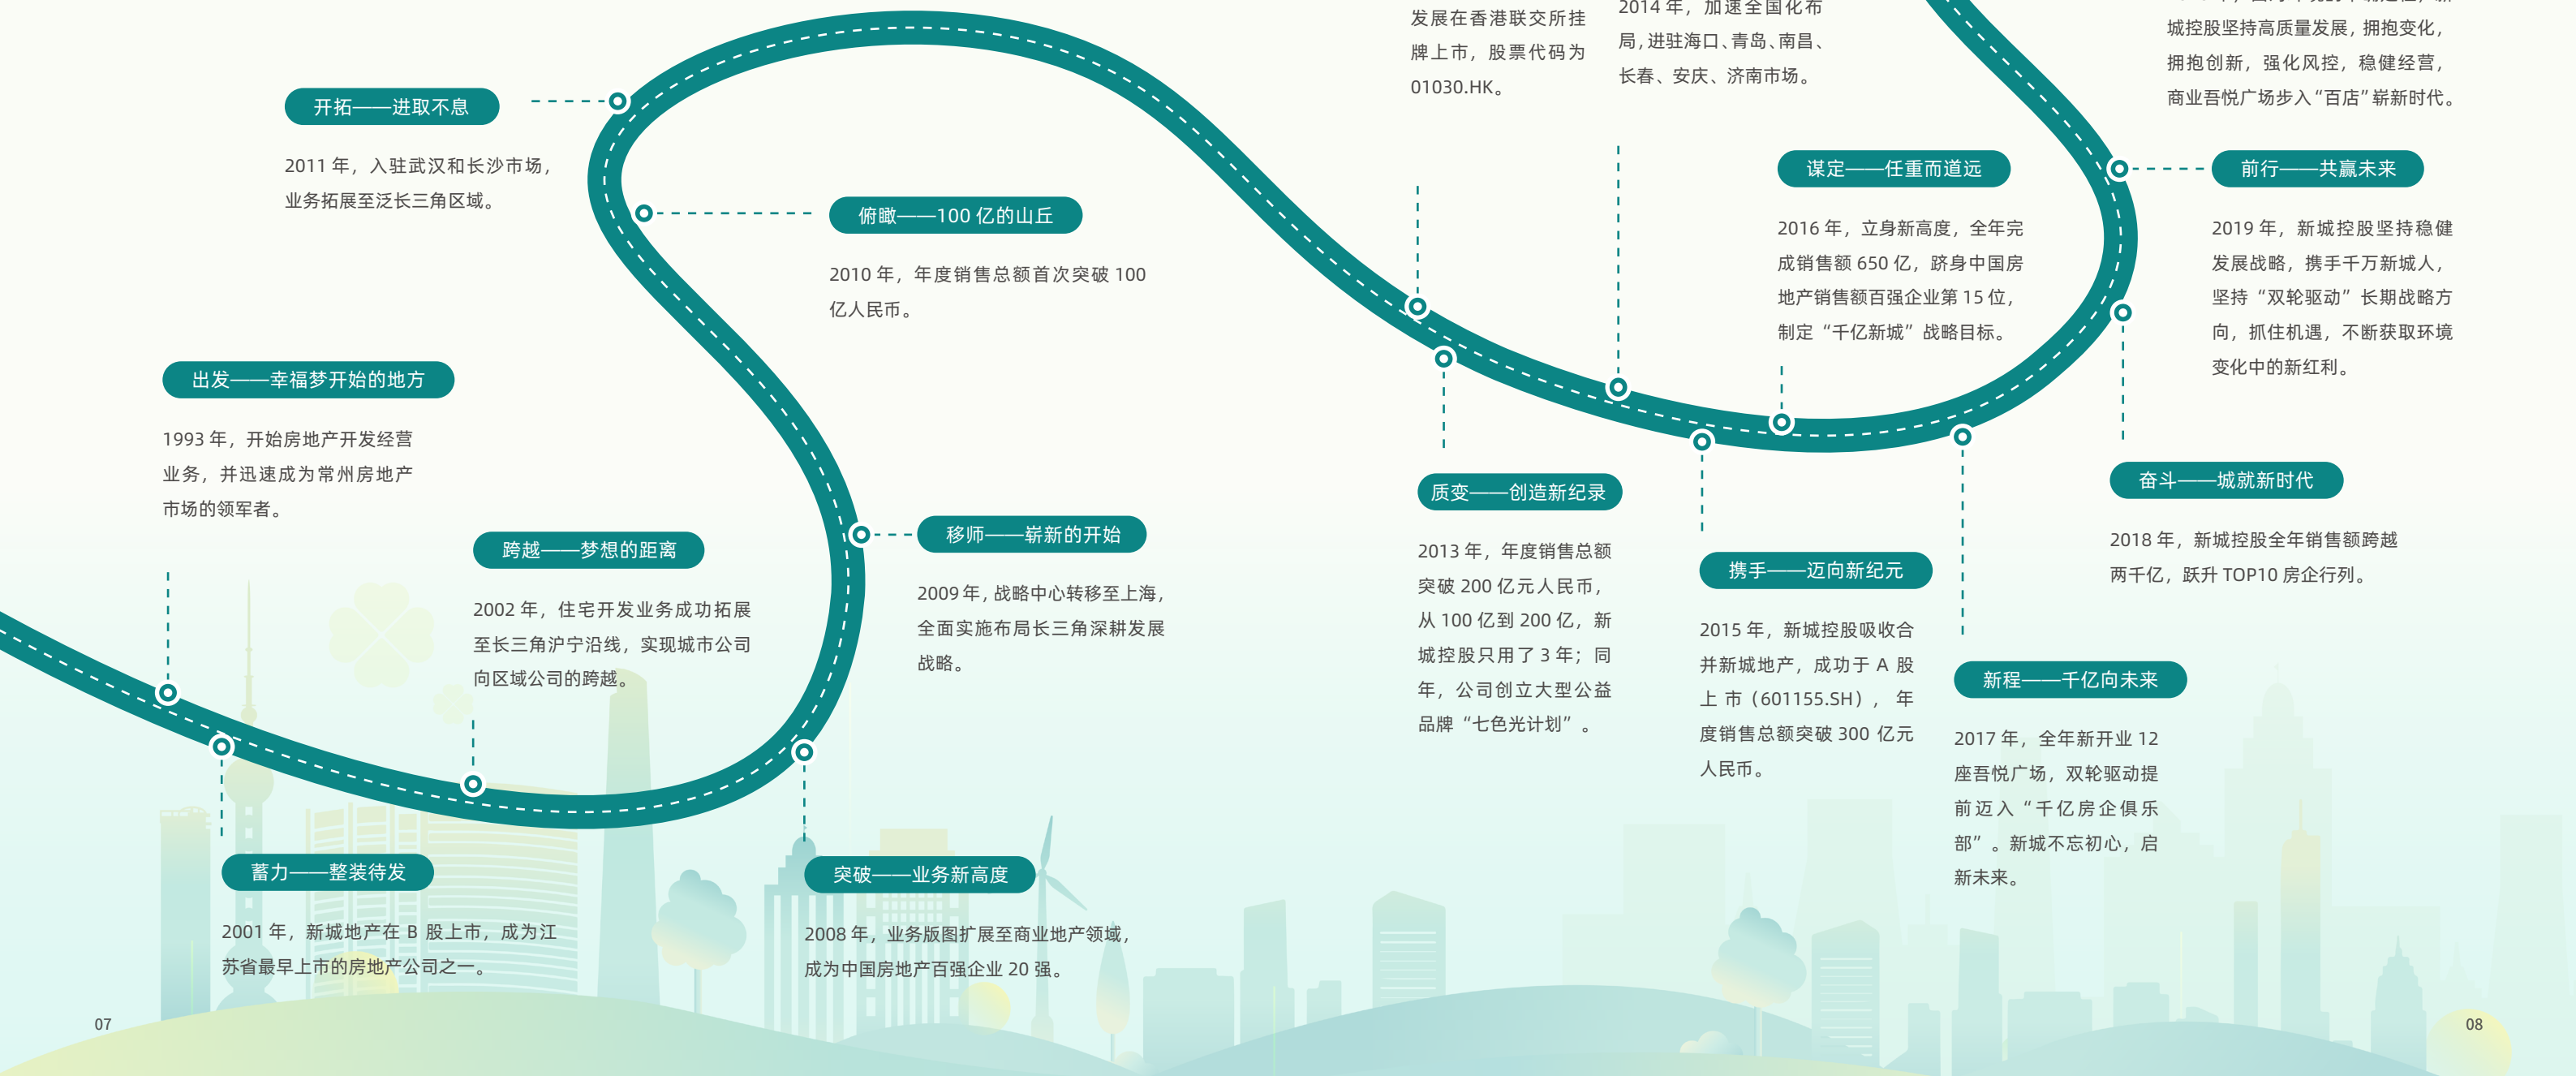 发展在香港联交所挂
牌上市，股票代码为
01030.HK。
2014 年，加速全国化布
局，进驻海口、青岛、南昌、
长春、安庆、济南市场。
城控股坚持高质量发展，拥抱变化，
拥抱创新，强化风控，稳健经营，
商业吾悦广场步入“百店”崭新时代。
开拓——进取不息
2011 年，入驻武汉和长沙市场，
业务拓展至泛长三角区域。
俯瞰——100 亿的山丘
2010 年，年度销售总额首次突破 100
亿人民币。
出发——幸福梦开始的地方
1993 年，开始房地产开发经营
业务，并迅速成为常州房地产
市场的领军者。
跨越——梦想的距离
2002 年，住宅开发业务成功拓展
至长三角沪宁沿线，实现城市公司
向区域公司的跨越。
移师——崭新的开始
2009 年，战略中心转移至上海，
全面实施布局长三角深耕发展
战略。
蓄力——整装待发
2001 年，新城地产在 B 股上市，成为江
苏省最早上市的房地产公司之一。
突破——业务新高度
2008 年，业务版图扩展至商业地产领域，
成为中国房地产百强企业 20 强。
07
谋定——任重而道远
2016 年，立身新高度，全年完
成销售额 650 亿，跻身中国房
地产销售额百强企业第 15 位，
制定“千亿新城”战略目标。
前行——共赢未来
2019 年，新城控股坚持稳健
发展战略，携手千万新城人，
坚持“双轮驱动”长期战略方
向，抓住机遇，不断获取环境
变化中的新红利。
质变——创造新纪录
2013 年，年度销售总额
突破 200 亿元人民币，
从 100 亿到 200 亿，新
城控股只用了 3 年；同
年，公司创立大型公益
品牌“七色光计划”。
携手——迈向新纪元
2015 年，新城控股吸收合
并新城地产，成功于 A 股
上市（601155.SH），年
度销售总额突破 300 亿元
人民币。
新程——千亿向未来
2017 年，全年新开业 12
座吾悦广场，双轮驱动提
前迈入“千亿房企俱乐
部”。新城不忘初心，启
新未来。
奋斗——城就新时代
2018 年，新城控股全年销售额跨越
两千亿，跃升 TOP10 房企行列。
08